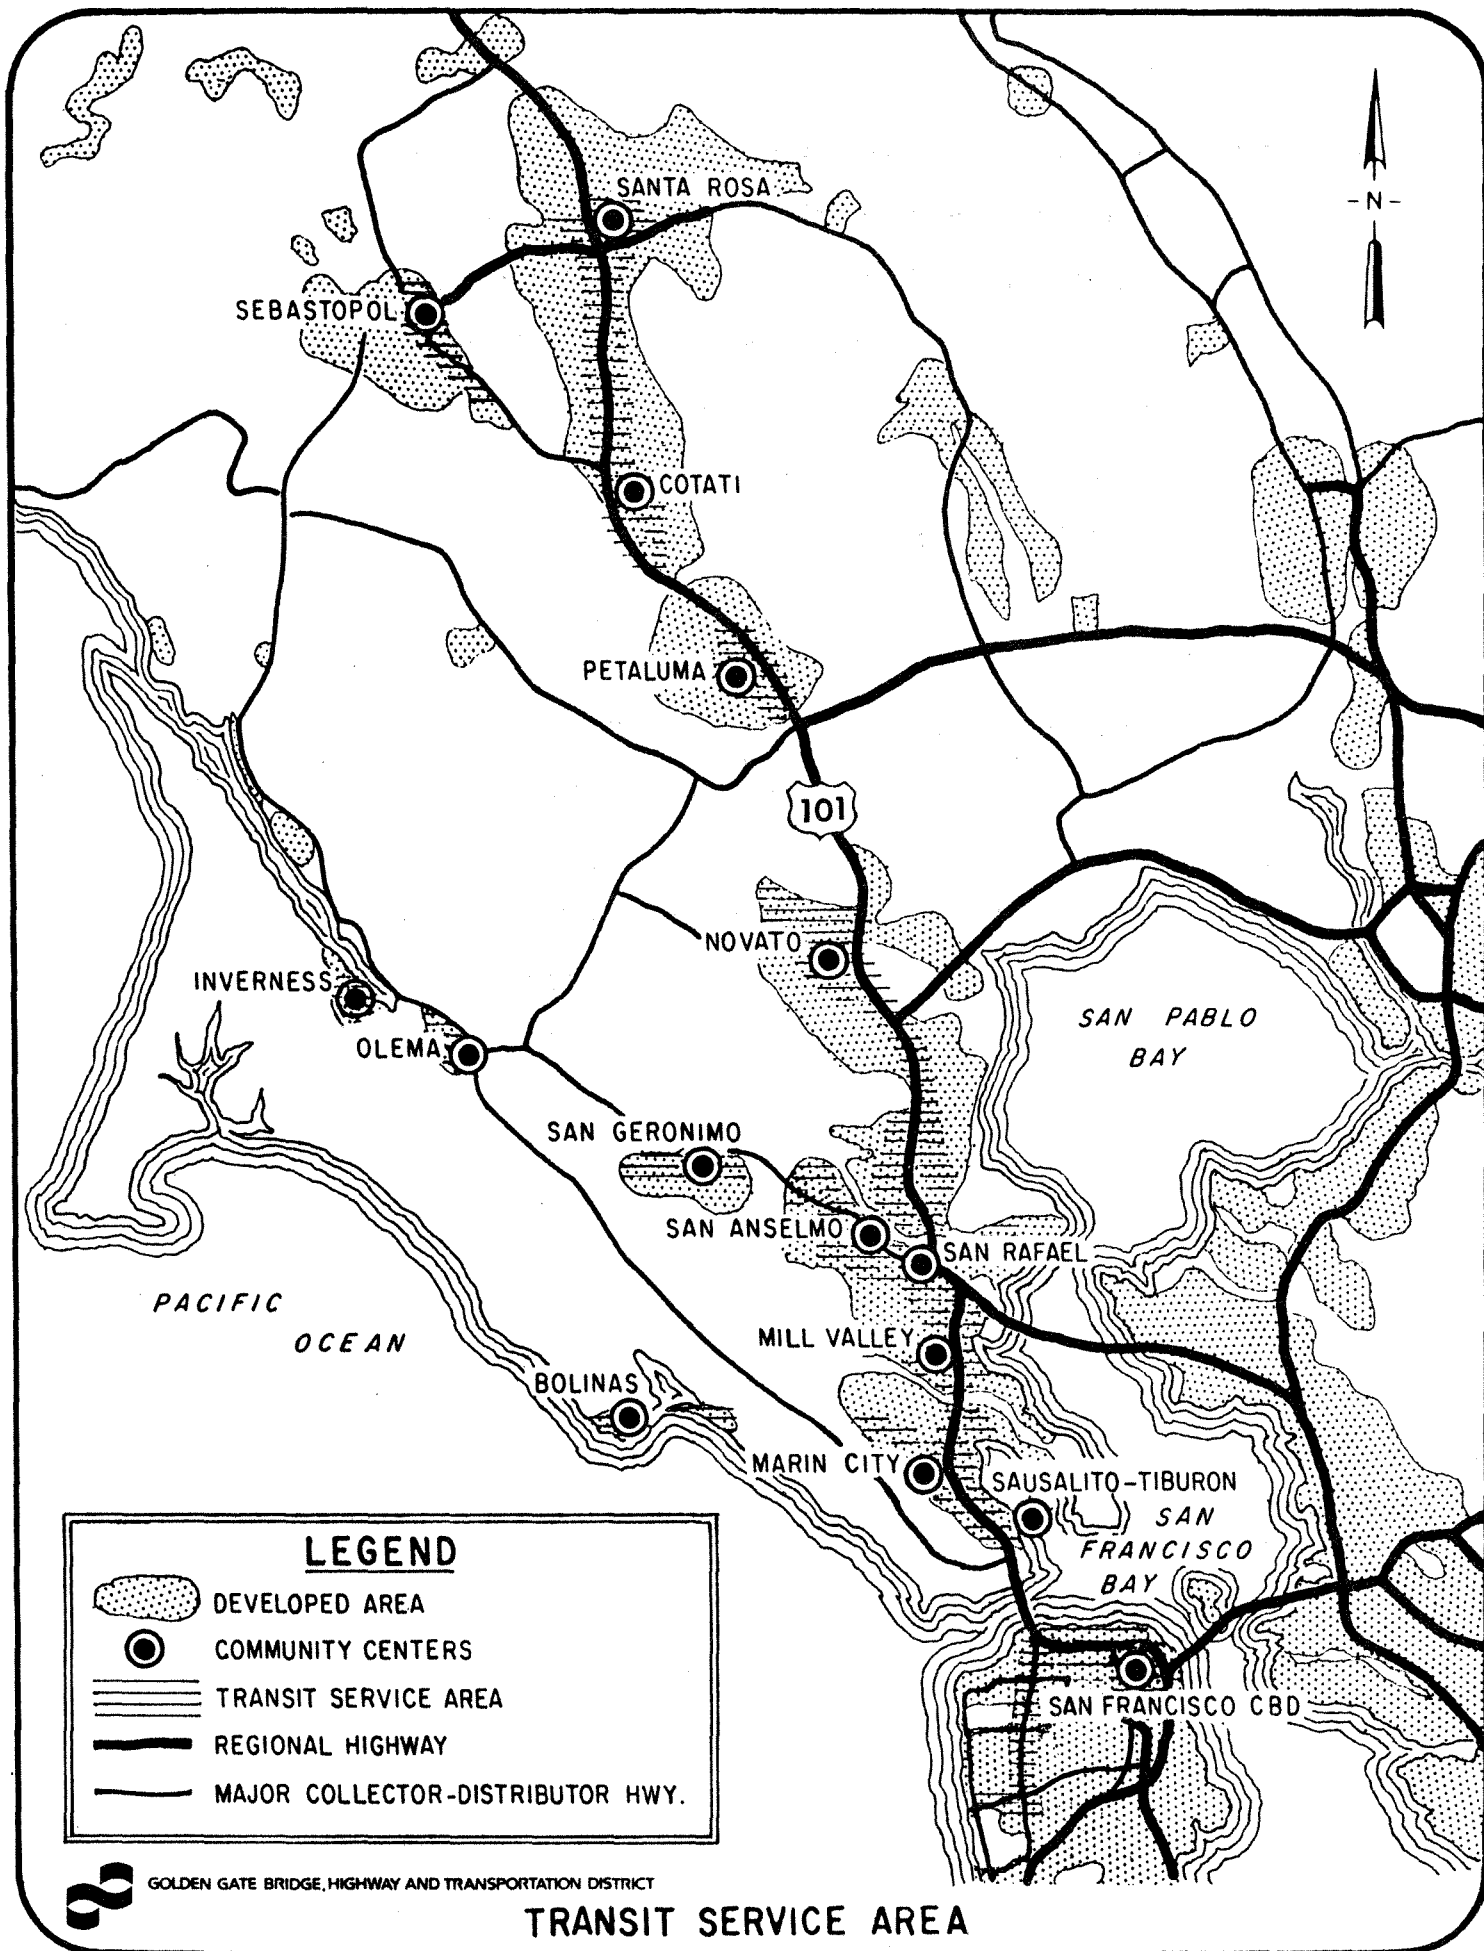 SANTA ROSA
-N-
SEBASTOPOL
COTATI
PETALUMA
101
NOVATO
INVERNESS
SAN PABLO
BAY
OLEMA
SAN GERONIMO
SAN ANSELMO
SAN RAFAEL
PACIFIC
OCEAN
MILL VALLEY
BOLINAS
MARIN CITY
SAUSALITO-TIBURON
SAN
FRANCISCO
BAY
SAN FRANCISCO CBD
LEGEND
DEVELOPED AREA
COMMUNITY CENTERS
TRANSIT SERVICE AREA
REGIONAL HIGHWAY
MAJOR COLLECTOR-DISTRIBUTOR HWY.
GOLDEN GATE BRIDGE, HIGHWAY AND TRANSPORTATION DISTRICT
TRANSIT SERVICE AREA